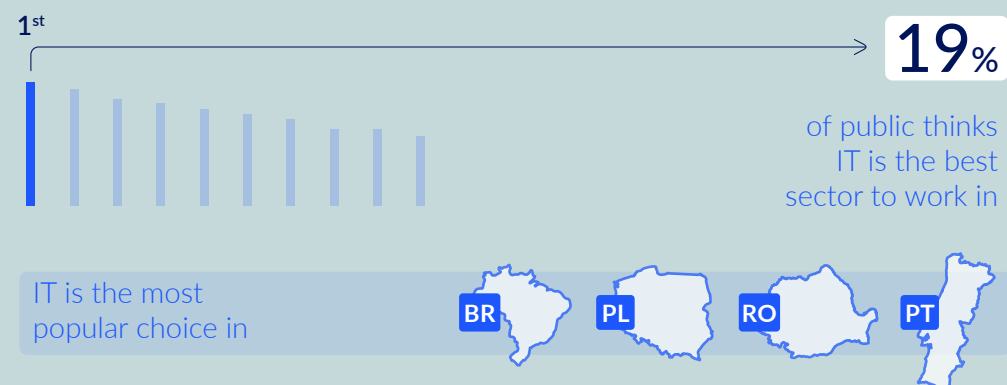 1st
19%
of public thinks
IT is the best
sector to work in
IT is the most
popular choice in
BR
PL
RO
PT